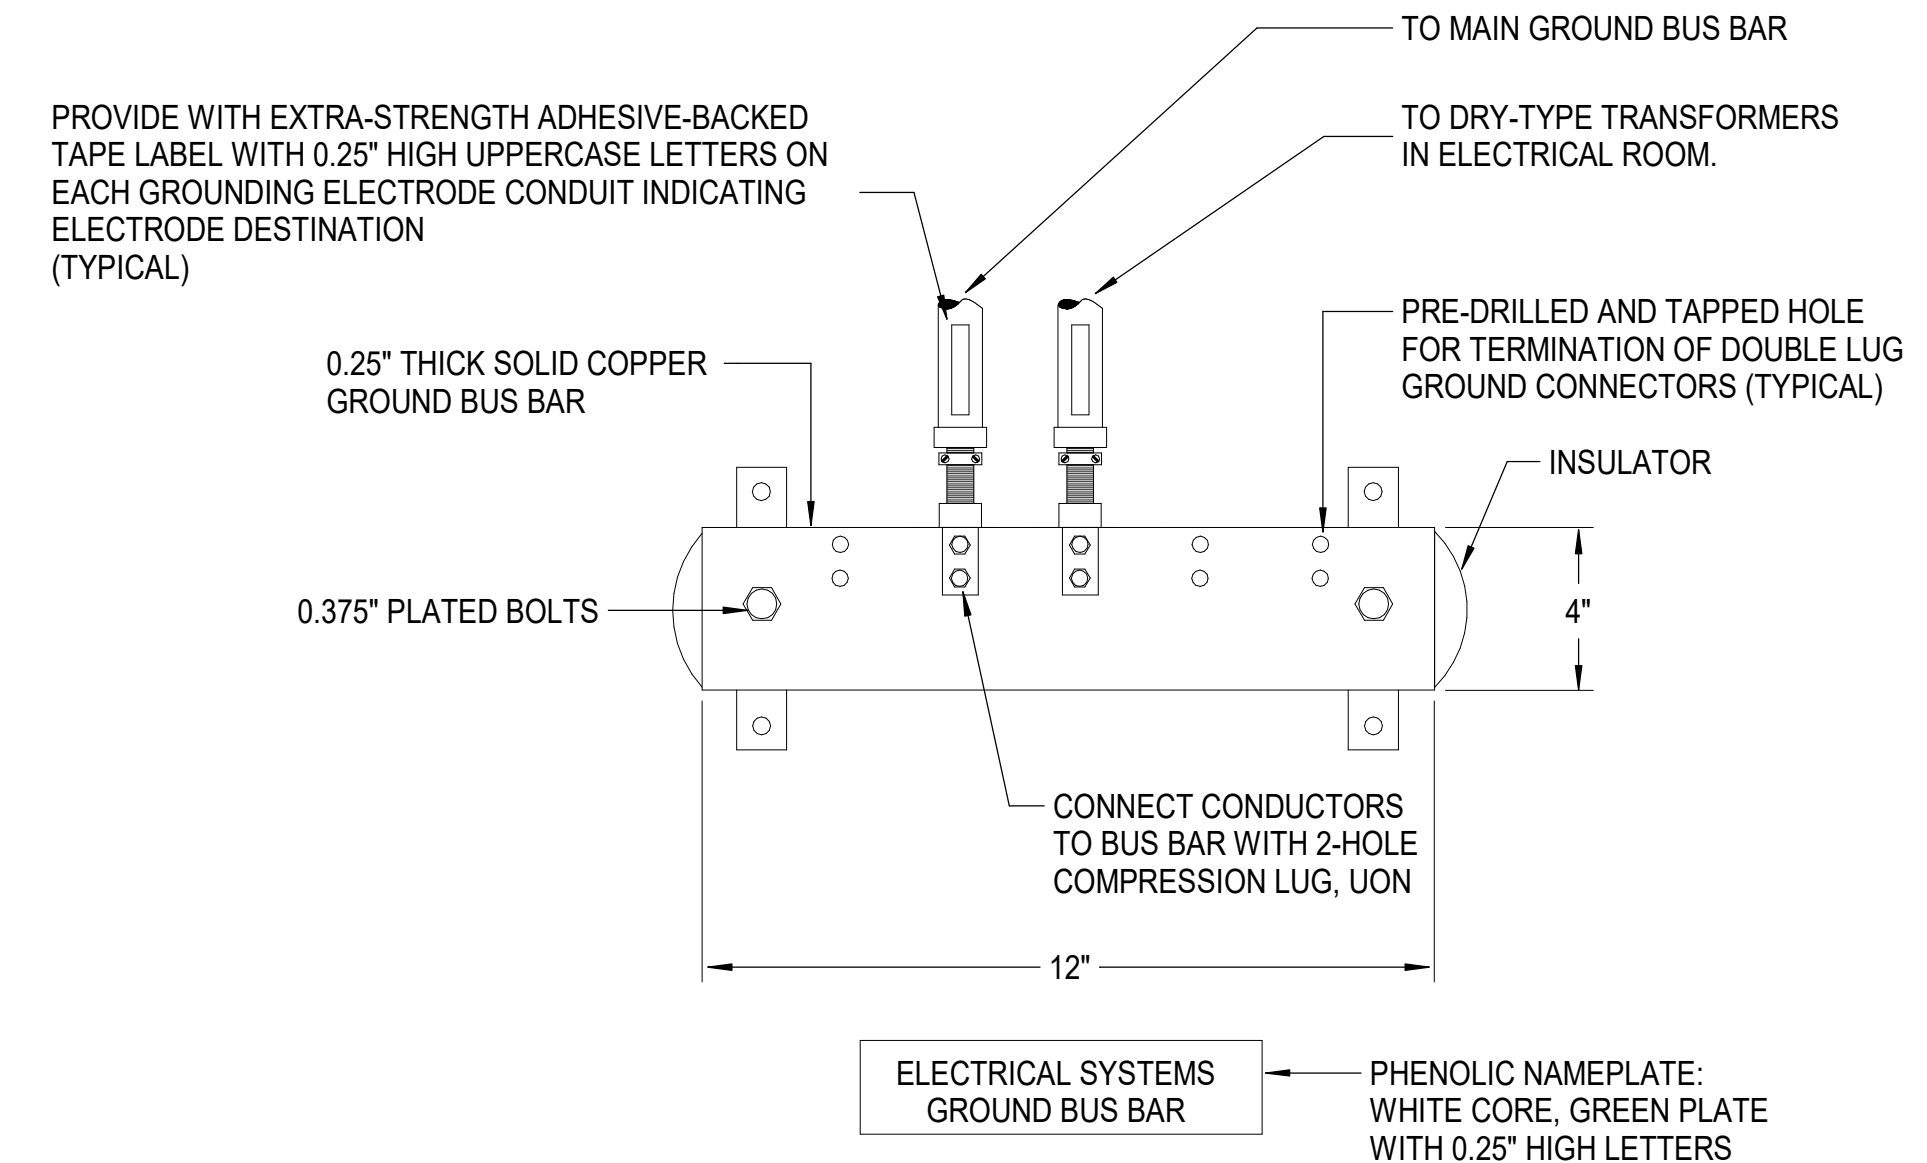 TO MAIN GROUND BUS BAR
PROVIDE WITH EXTRA-STRENGTH ADHESIVE-BACKED
TAPE LABEL WITH 0.25" HIGH UPPERCASE LETTERS ON
EACH GROUNDING ELECTRODE CONDUIT INDICATING
ELECTRODE DESTINATION
(TYPICAL)
TO DRY-TYPE TRANSFORMERS
IN ELECTRICAL ROOM.
PRE-DRILLED AND TAPPED HOLE
FOR TERMINATION OF DOUBLE LUG
GROUND CONNECTORS (TYPICAL)
0.25" THICK SOLID COPPER
GROUND BUS BAR
INSULATOR
0.375" PLATED BOLTS
4"
CONNECT CONDUCTORS
TO BUS BAR WITH 2-HOLE
COMPRESSION LUG, UON
12"
ELECTRICAL SYSTEMS
GROUND BUS BAR
PHENOLIC NAMEPLATE:
WHITE CORE, GREEN PLATE
WITH 0.25" HIGH LETTERS